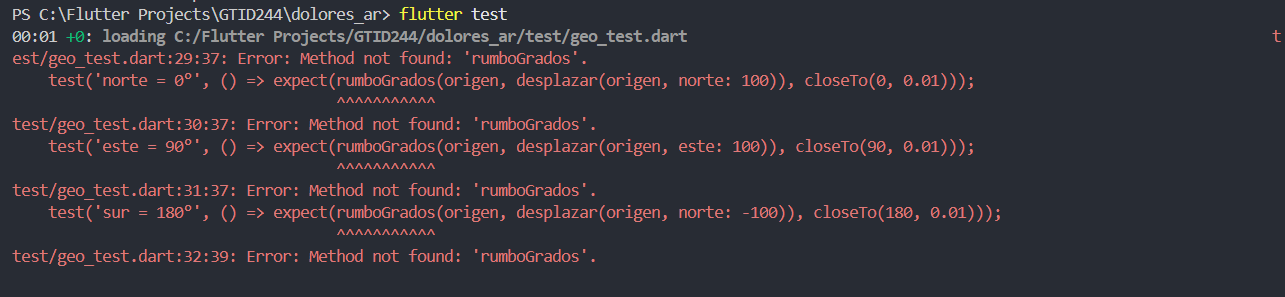 PS C:\Flutter Projects\GTID244\dolores_ar> flutter test
00:01 +0: loading C:/Flutter Projects/GTID244/dolores_ar/test/geo_test.dart t
est/geo_test.dart:29:37: Error: Method not found: 'rumboGrados'.
    test('norte = 0°', () => expect(rumboGrados(origen, desplazar(origen, norte: 100)), closeTo(0, 0.01)));
                                    ^^^^^^^^^^^
test/geo_test.dart:30:37: Error: Method not found: 'rumboGrados'.
    test('este = 90°', () => expect(rumboGrados(origen, desplazar(origen, este: 100)), closeTo(90, 0.01)));
                                    ^^^^^^^^^^^
test/geo_test.dart:31:37: Error: Method not found: 'rumboGrados'.
    test('sur = 180°', () => expect(rumboGrados(origen, desplazar(origen, norte: -100)), closeTo(180, 0.01)));
                                    ^^^^^^^^^^^
test/geo_test.dart:32:39: Error: Method not found: 'rumboGrados'.